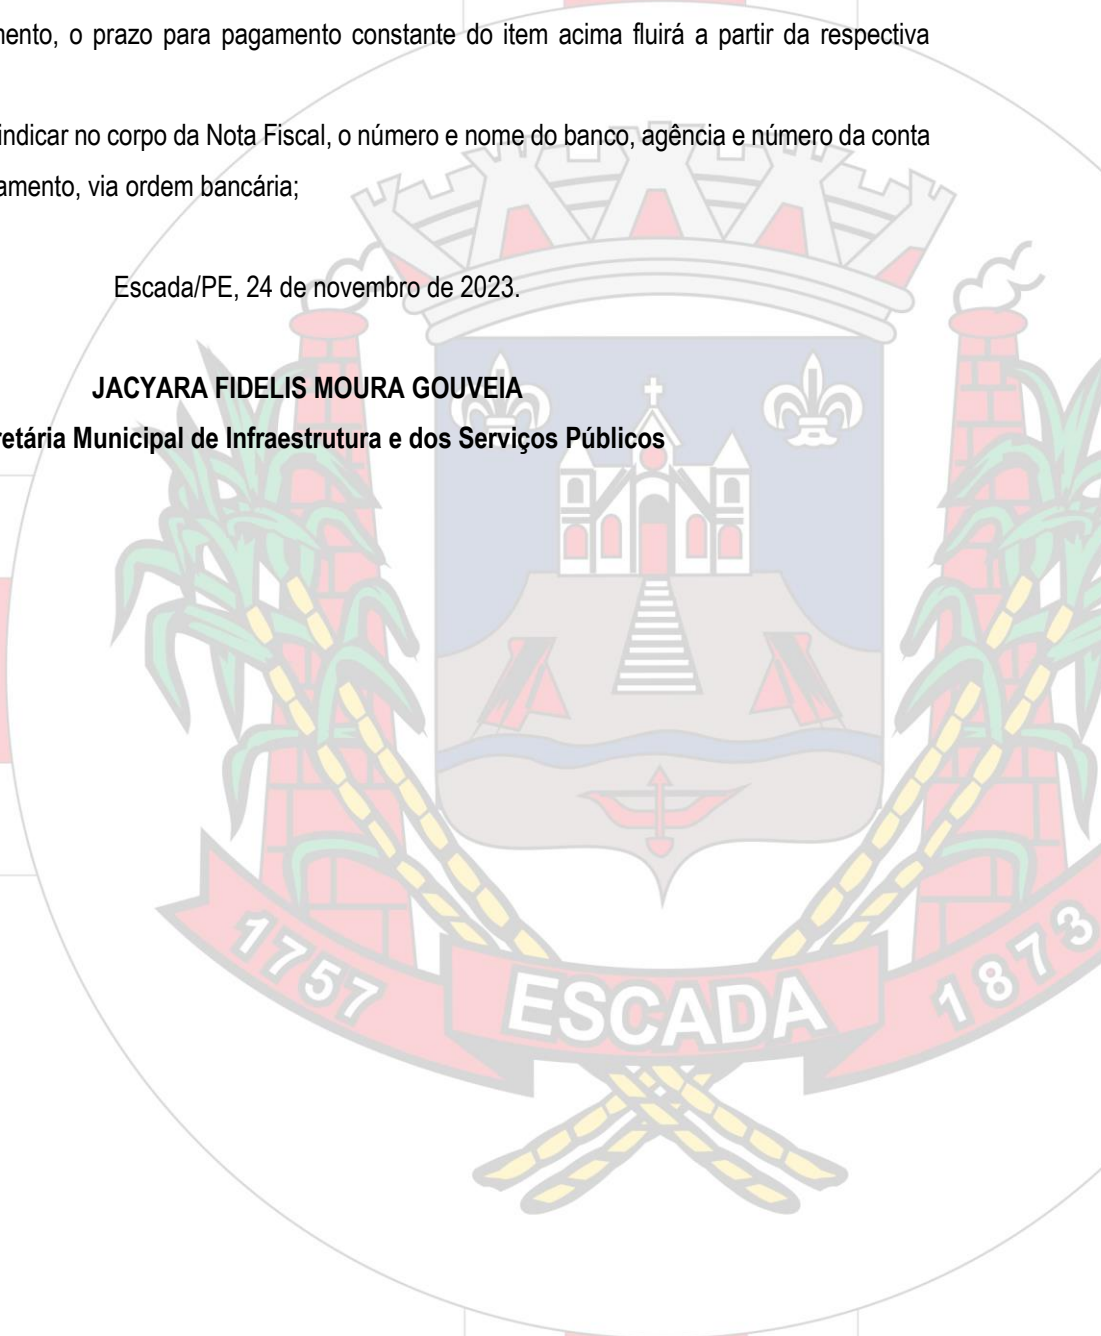 mento, o prazo para pagamento constante do item acima fluirá a partir da respectiva
indicar no corpo da Nota Fiscal, o número e nome do banco, agência e número da conta
amento, via ordem bancária;
Escada/PE, 24 de novembro de 2023.
JACYARA FIDELIS MOURA GOUVEIA
retária Municipal de Infraestrutura e dos Serviços Públicos
1757
ESCADA
1873